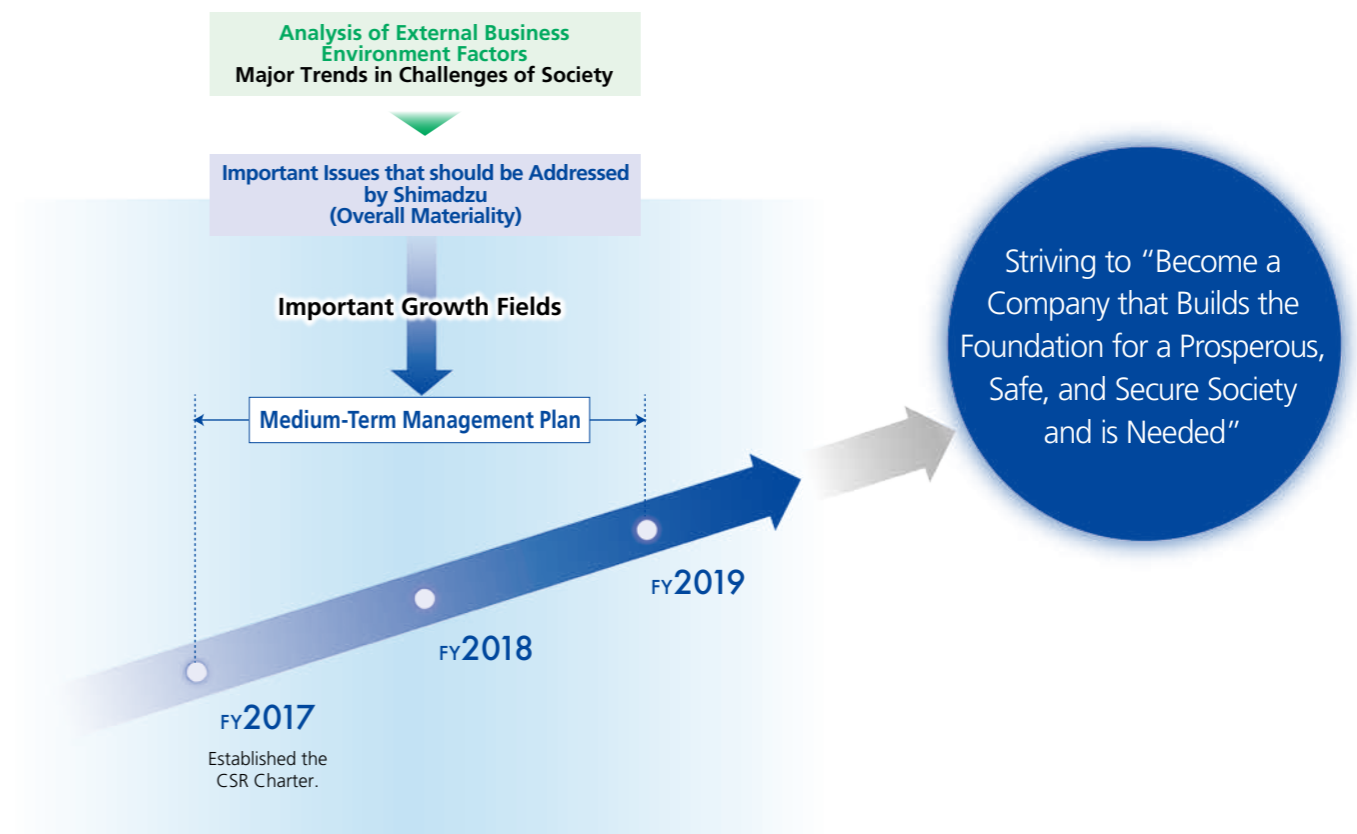 Analysis of External Business
Environment Factors
Major Trends in Challenges of Society
Important Issues that should be Addressed
by Shimadzu
(Overall Materiality)
Important Growth Fields
Medium-Term Management Plan
Striving to “Become a
Company that Builds the
Foundation for a Prosperous,
Safe, and Secure Society
and is Needed”
FY2019
FY2018
FY2017
Established the
CSR Charter.